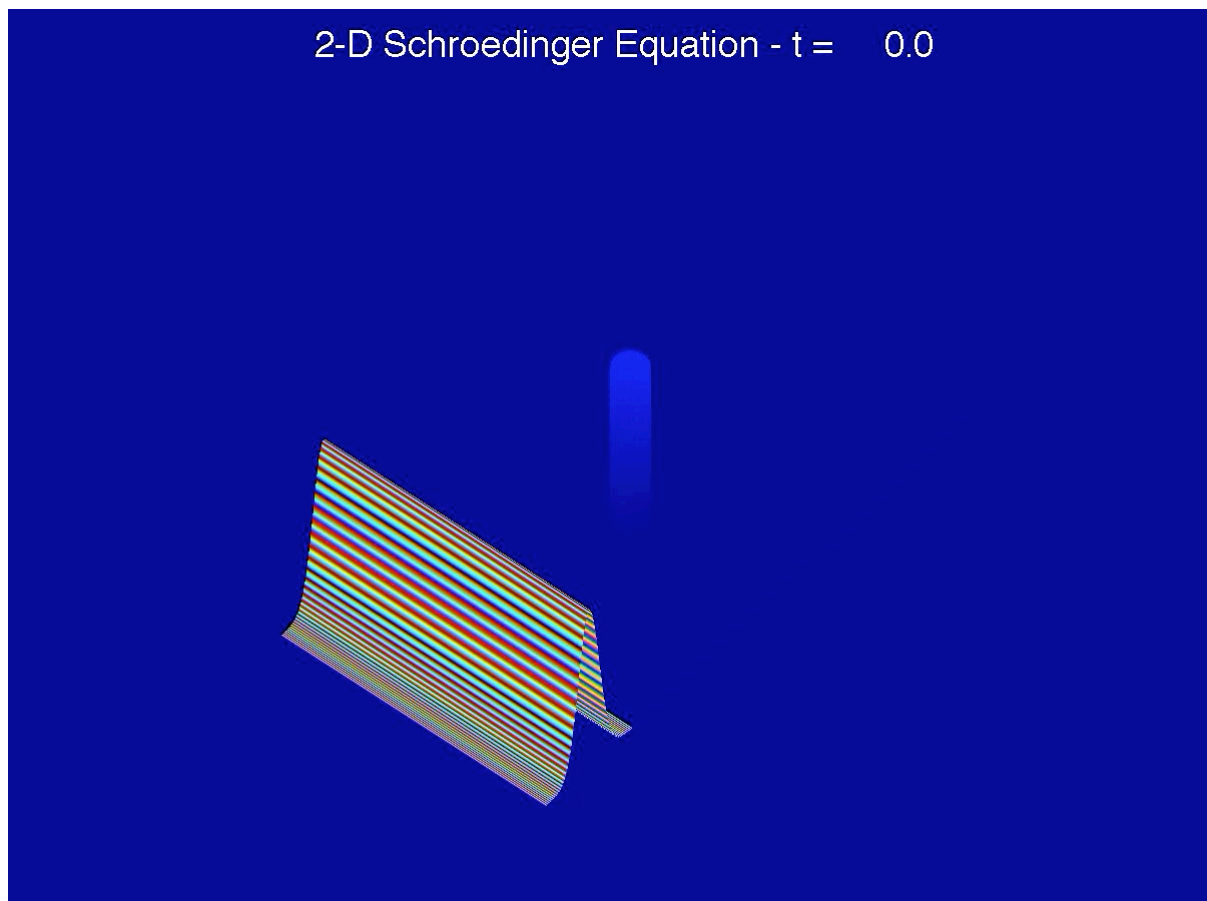 2-D Schroedinger Equation - t = 0.0